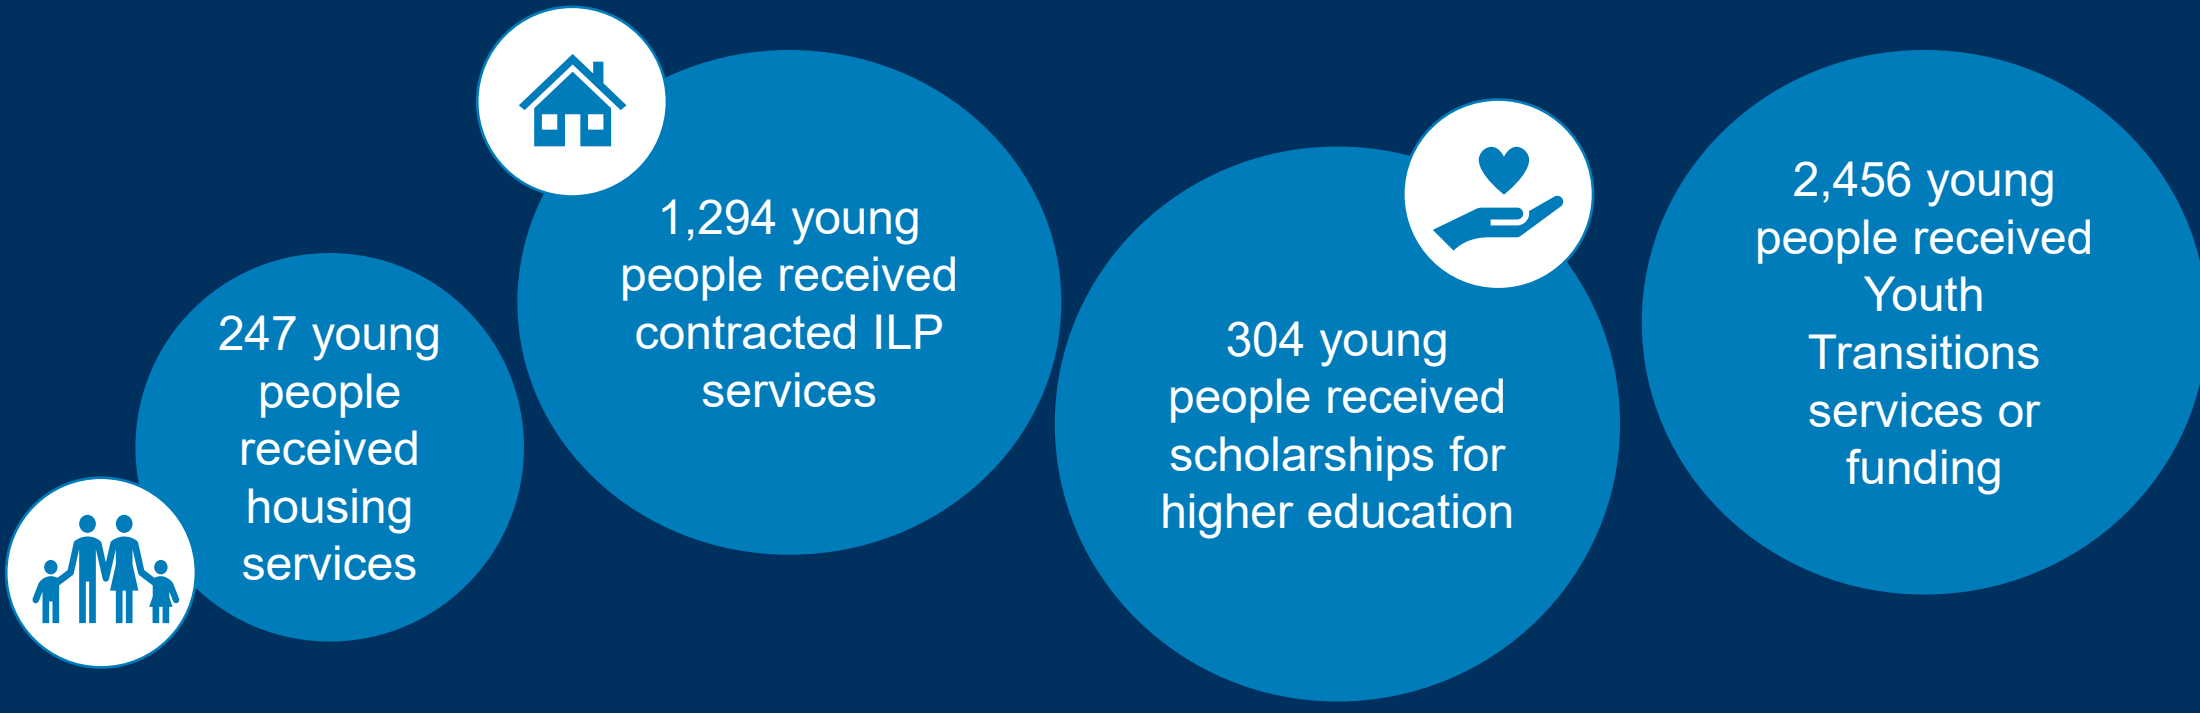 247 young
people
received
housing
services
1,294 young
people received
contracted ILP
services
304 young
people received
scholarships for
higher education
2,456 young
people received
Youth
Transitions
services or
funding